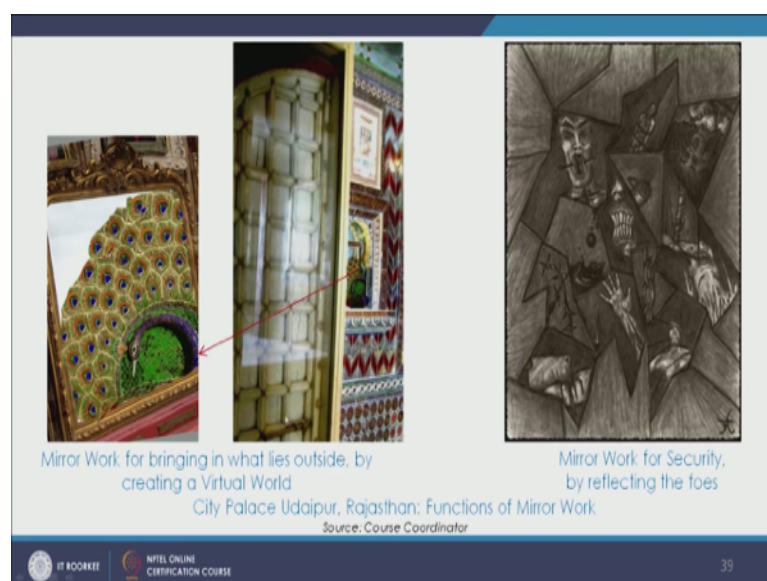 Mirror Work for bringing in what lies outside, by
creating a Virtual World
Mirror Work for Security,
by reflecting the foes
City Palace Udaipur, Rajasthan: Functions of Mirror Work
Source: Course Coordinator
IIT ROORKEE
NPTEL ONLINE
CERTIFICATION COURSE
39